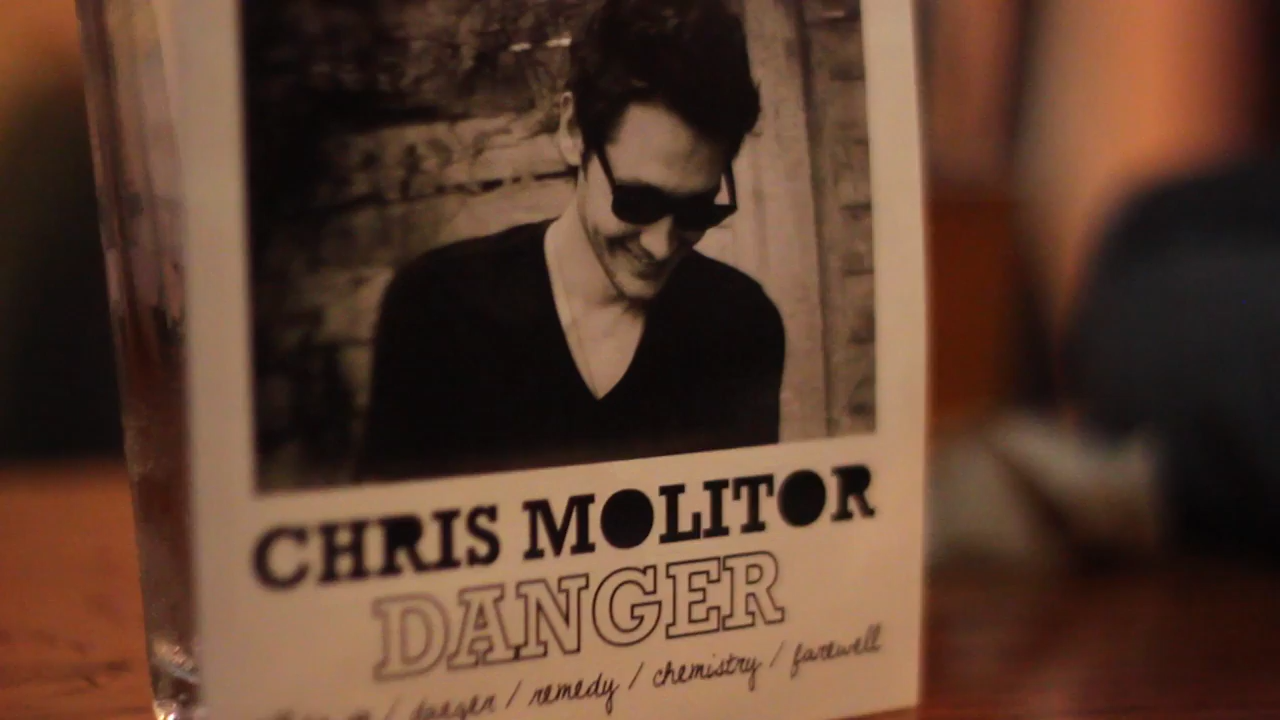 CHRIS MOLITOR
DANGER
/ danger / remedy / chemistry / farewell